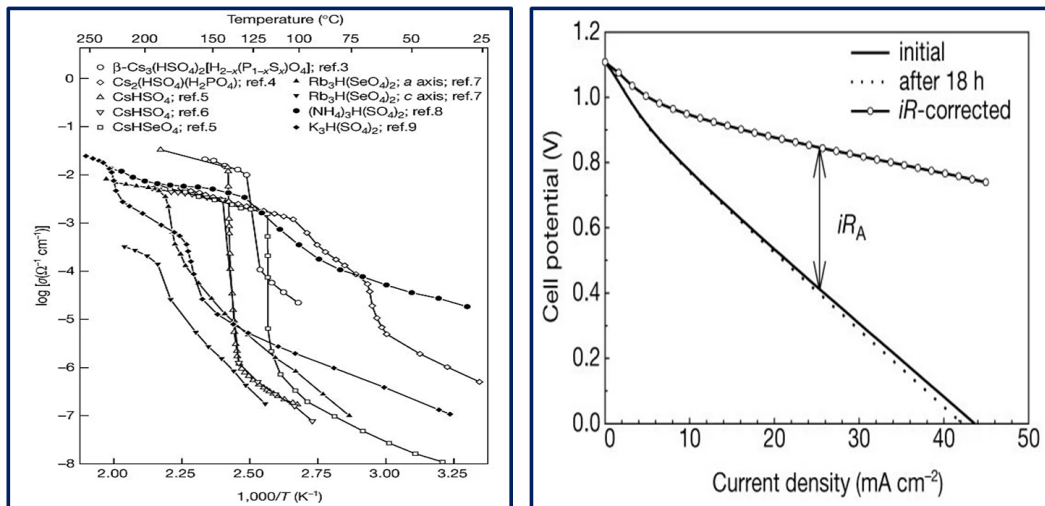 Temperature (°C)
250 200 150 125 100 75 50 25
○ β-Cs₃(HSO₄)₂[H₂₋ₓ(P₁₋ₓSₓ)O₄]; ref.3
◇ Cs₂(HSO₄)(H₂PO₄); ref.4
△ CsHSO₄; ref.5
▽ CsHSO₄; ref.6
□ CsHSeO₄; ref.5
▲ Rb₃H(SeO₄)₂; a axis; ref.7
▼ Rb₃H(SeO₄)₂; c axis; ref.7
● (NH₄)₃H(SO₄)₂; ref.8
◆ K₃H(SO₄)₂; ref.9
log [σ(Ω⁻¹ cm⁻¹)]
0
−1
−2
−3
−4
−5
−6
−7
−8
2.00 2.25 2.50 2.75 3.00 3.25
1,000/T (K⁻¹)
Cell potential (V)
1.2
1.0
0.8
0.6
0.4
0.2
0.0
initial
after 18 h
iR-corrected
iR_A
0 10 20 30 40 50
Current density (mA cm⁻²)